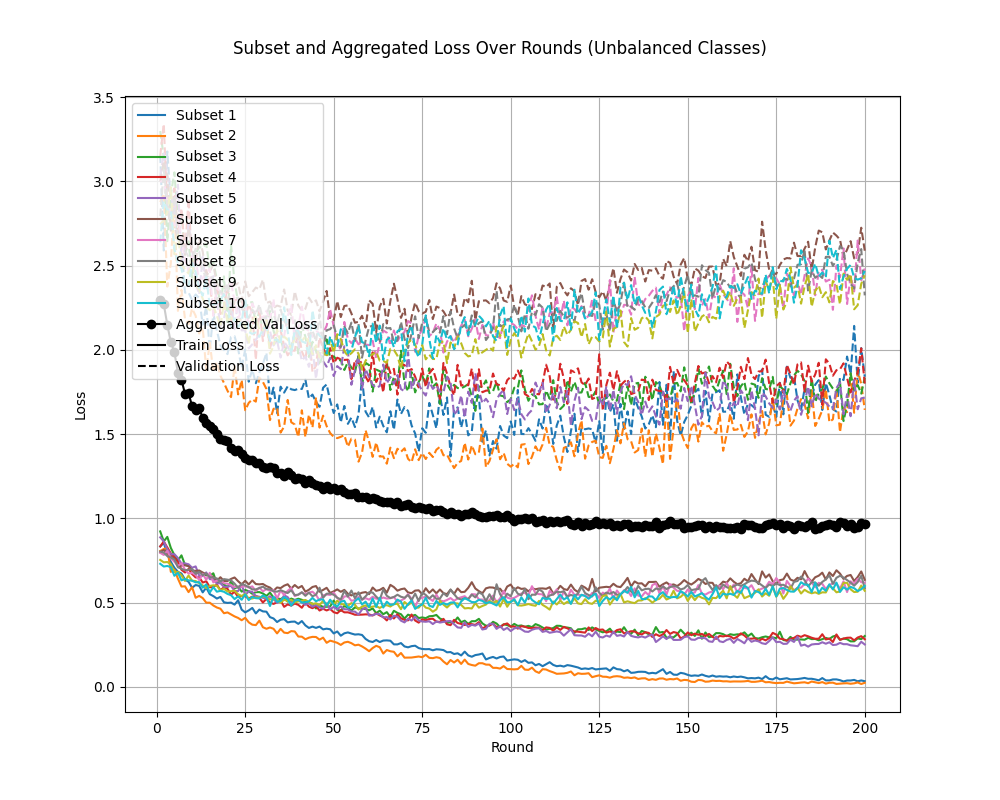 Subset and Aggregated Loss Over Rounds (Unbalanced Classes)
3.5
3.0
2.5
2.0
1.5
1.0
0.5
0.0
Loss
Subset 1
Subset 2
Subset 3
Subset 4
Subset 5
Subset 6
Subset 7
Subset 8
Subset 9
Subset 10
Aggregated Val Loss
Train Loss
Validation Loss
0 25 50 75 100 125 150 175 200
Round